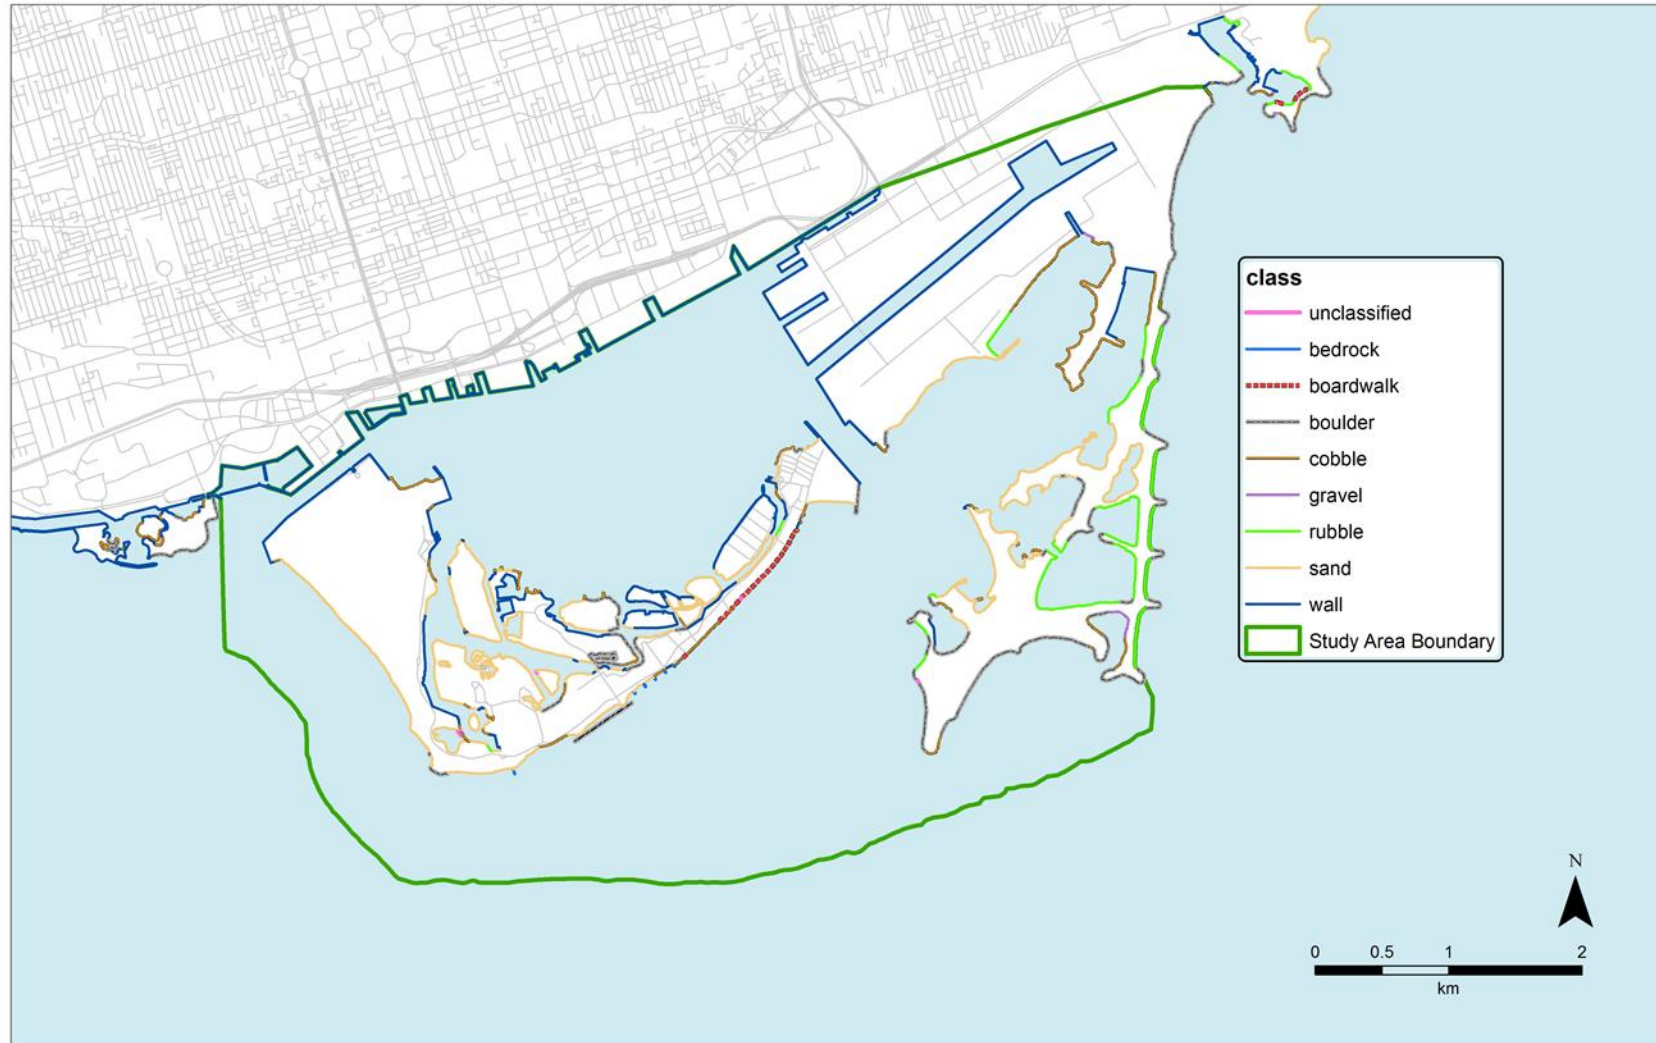 class
unclassified
bedrock
boardwalk
boulder
cobble
gravel
rubble
sand
wall
Study Area Boundary
N
0 0.5 1 2
km